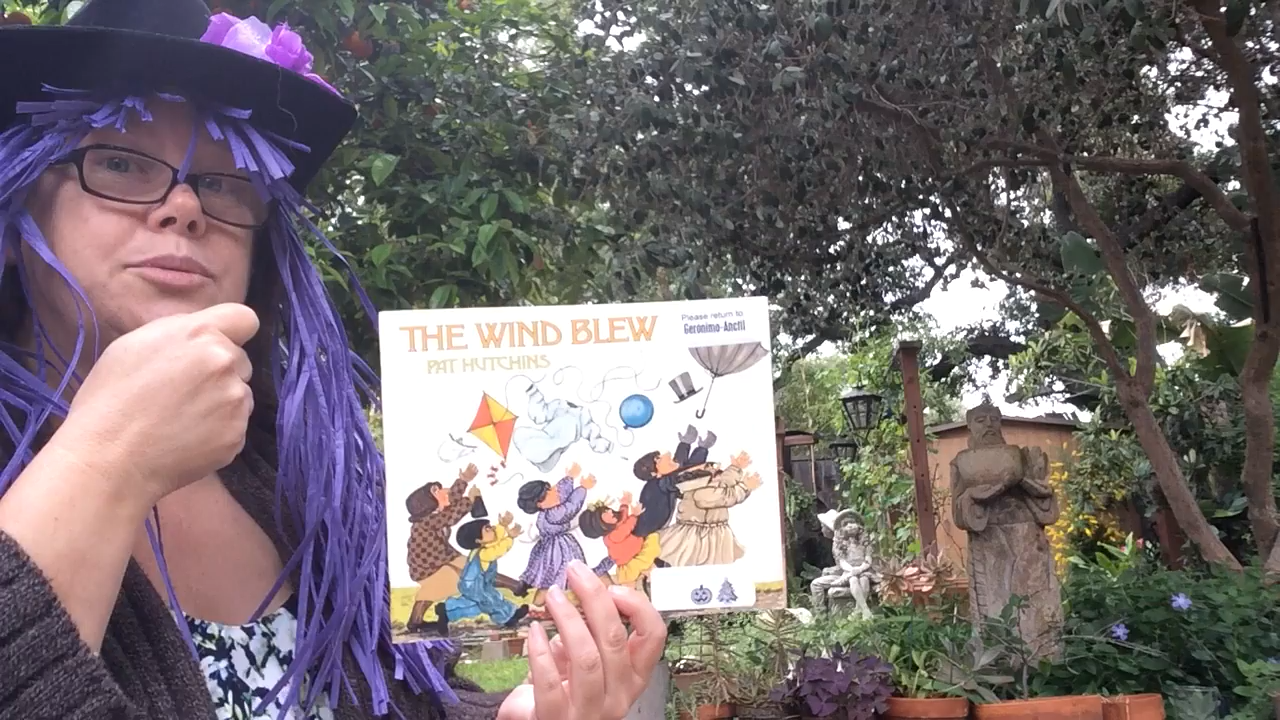 THE WIND BLEW
PAT HUTCHINS
Please return to
Geronimo-Anctil